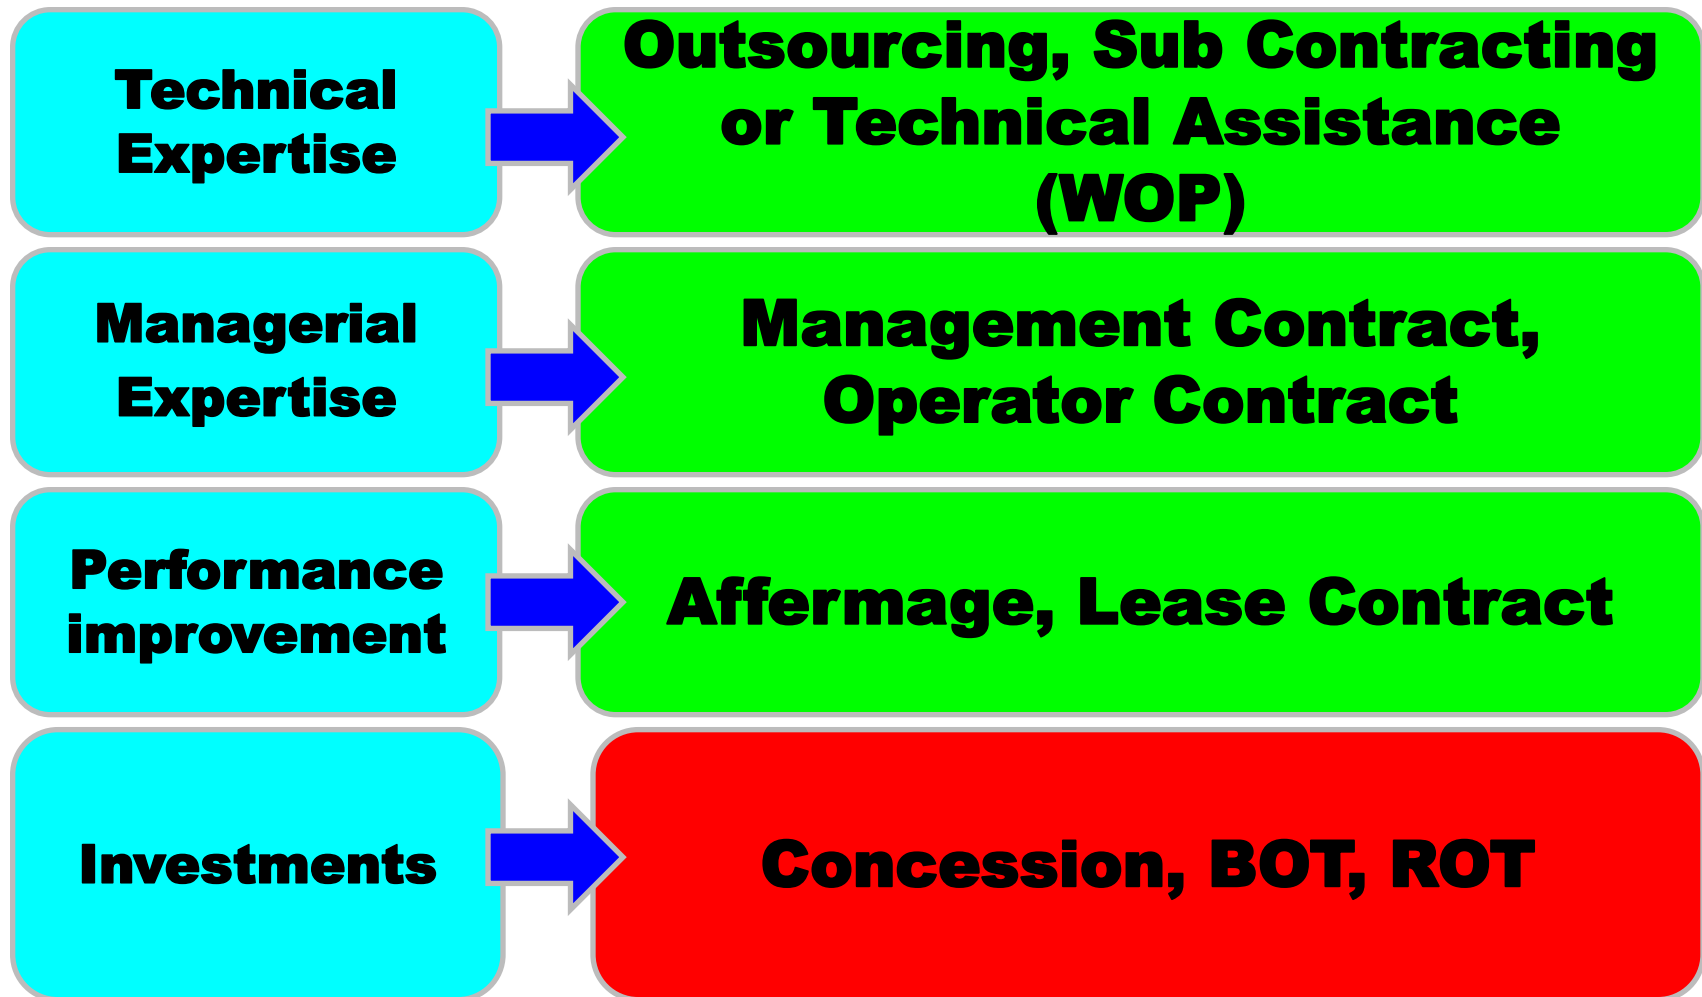 Technical
Expertise
Outsourcing, Sub Contracting
or Technical Assistance
(WOP)
Managerial
Expertise
Management Contract,
Operator Contract
Performance
improvement
Affermage, Lease Contract
Investments
Concession, BOT, ROT